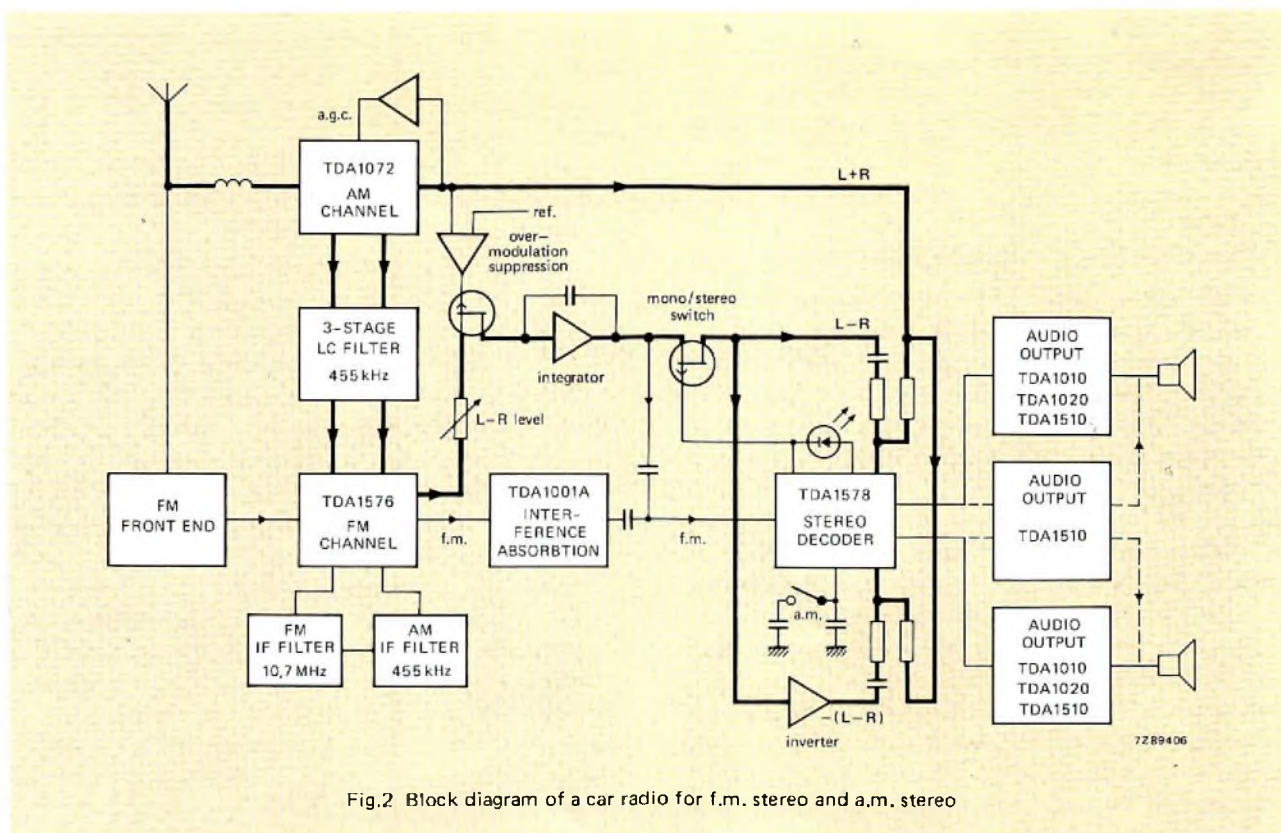 a.g.c.
TDA1072
AM
CHANNEL
L+R
ref.
over–
modulation
suppression
mono/stereo
switch
3-STAGE
LC FILTER
455 kHz
integrator
L–R
AUDIO
OUTPUT
TDA1010
TDA1020
TDA1510
L–R level
FM
FRONT END
TDA1576
FM
CHANNEL
f.m.
TDA1001A
INTER-
FERENCE
ABSORBTION
f.m.
TDA1578
STEREO
DECODER
AUDIO
OUTPUT
TDA1510
a.m.
FM
IF FILTER
10,7 MHz
AM
IF FILTER
455 kHz
AUDIO
OUTPUT
TDA1010
TDA1020
TDA1510
–(L–R)
inverter
7Z89406
Fig.2 Block diagram of a car radio for f.m. stereo and a.m. stereo